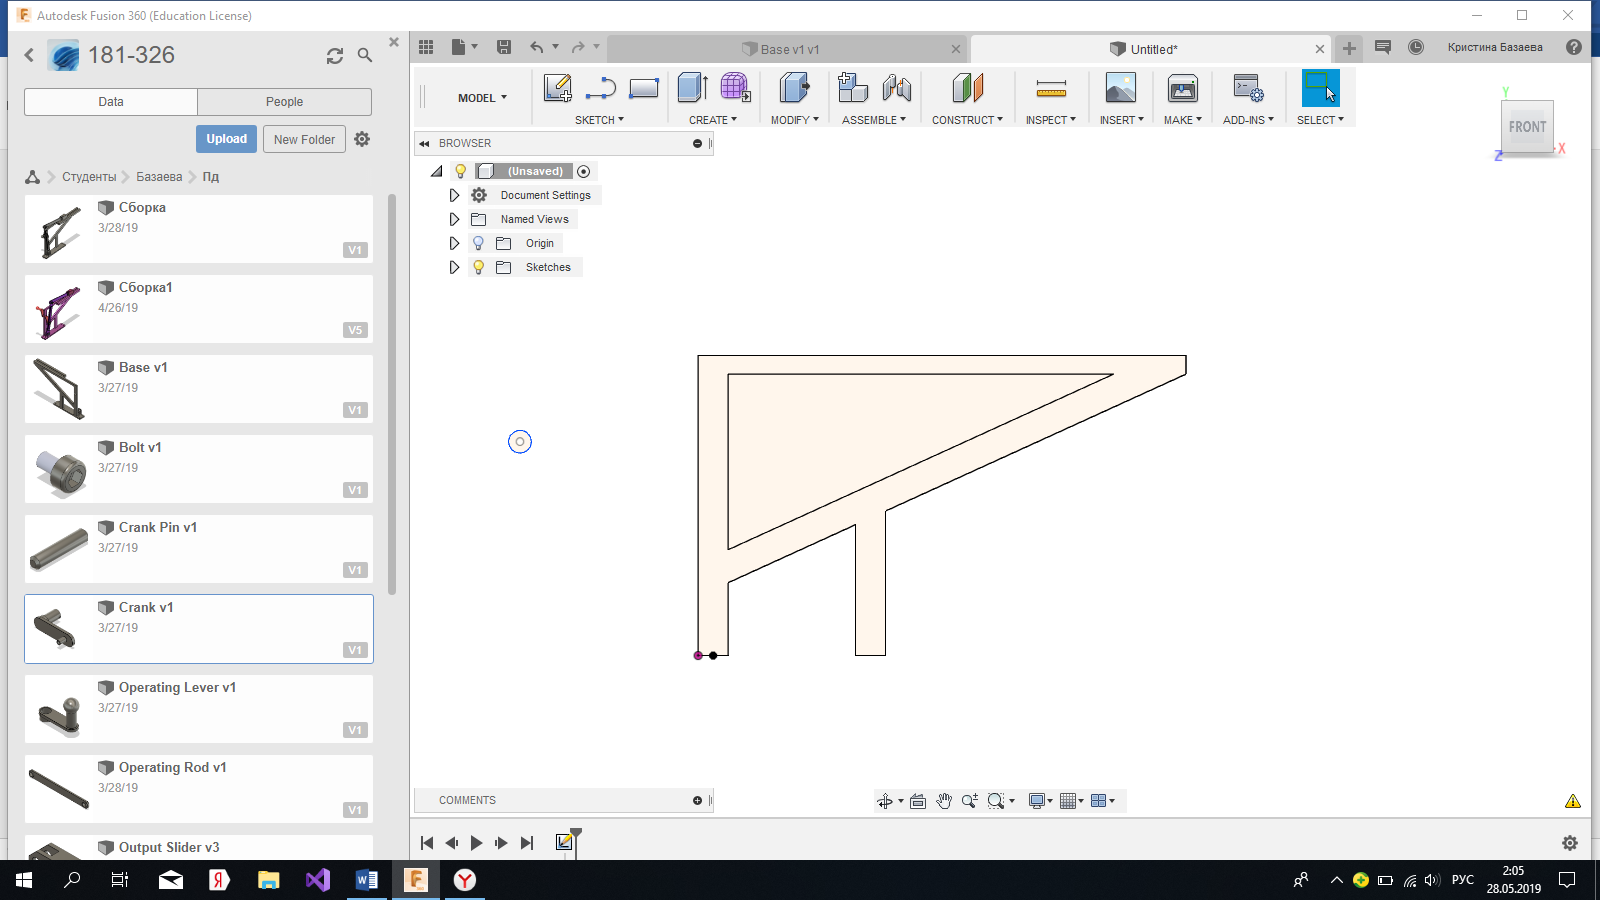 Autodesk Fusion 360 (Education License)
181-326
Data
People
Upload
New Folder
Студенты
Базаева
Пд
Сборка
3/28/19
V1
Сборка1
4/26/19
V5
Base v1
3/27/19
V1
Bolt v1
3/27/19
V1
Crank Pin v1
3/27/19
V1
Crank v1
3/27/19
V1
Operating Lever v1
3/27/19
V1
Operating Rod v1
3/28/19
V1
Output Slider v3
Base v1 v1
Untitled*
Кристина Базаева
MODEL
SKETCH
CREATE
MODIFY
ASSEMBLE
CONSTRUCT
INSPECT
INSERT
MAKE
ADD-INS
SELECT
BROWSER
(Unsaved)
Document Settings
Named Views
Origin
Sketches
Y
FRONT
Z
X
COMMENTS
РУС
2:05
28.05.2019